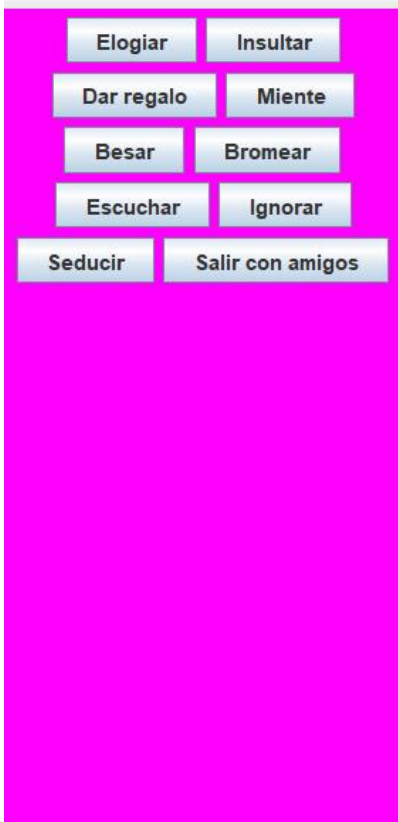 Elogiar Insultar
Dar regalo Miente
Besar Bromear
Escuchar Ignorar
Seducir Salir con amigos